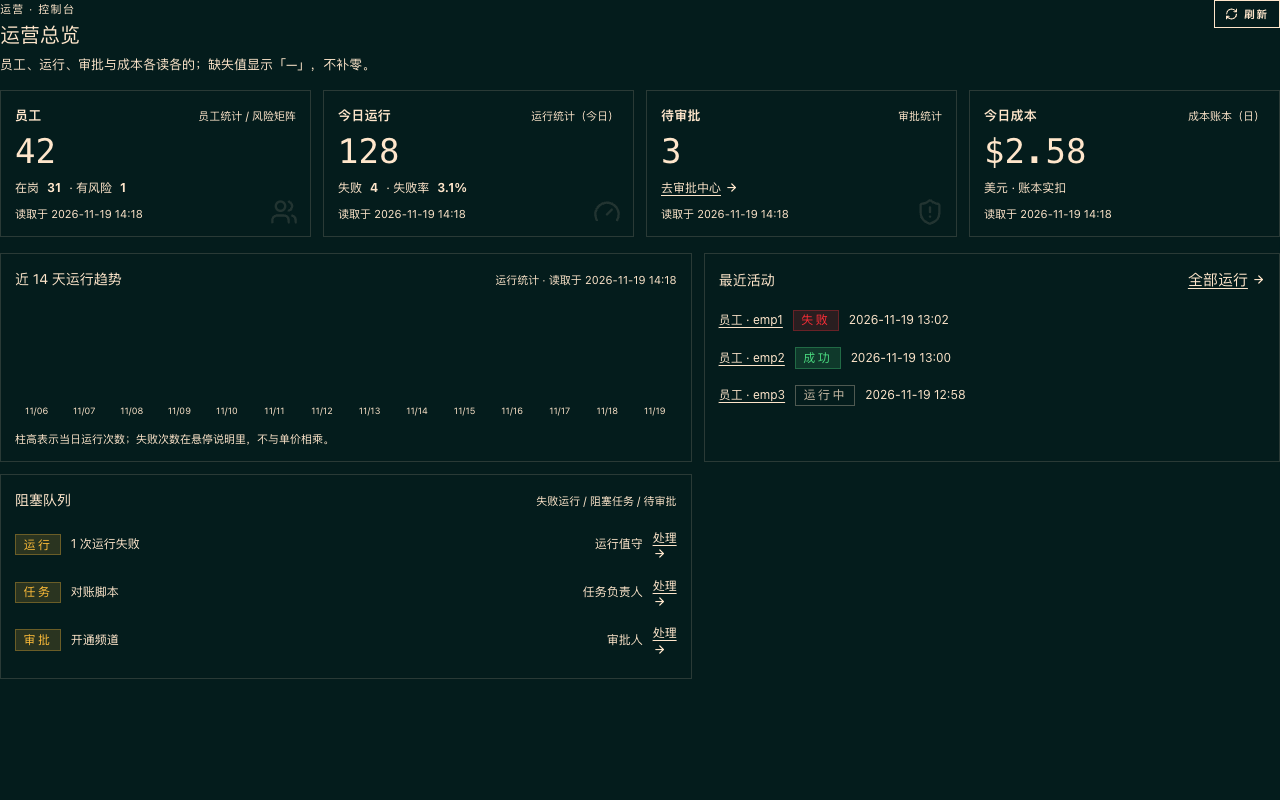 运营 · 控制台
刷新
运营总览
员工、运行、审批与成本各读各的；缺失值显示「—」，不补零。
员工 员工统计 / 风险矩阵
42
在岗 31 · 有风险 1
读取于 2026-11-19 14:18
今日运行 运行统计（今日）
128
失败 4 · 失败率 3.1%
读取于 2026-11-19 14:18
待审批 审批统计
3
去审批中心 →
读取于 2026-11-19 14:18
今日成本 成本账本（日）
$2.58
美元 · 账本实扣
读取于 2026-11-19 14:18
近 14 天运行趋势 运行统计 · 读取于 2026-11-19 14:18
11/06 11/07 11/08 11/09 11/10 11/11 11/12 11/13 11/14 11/15 11/16 11/17 11/18 11/19
柱高表示当日运行次数；失败次数在悬停说明里，不与单价相乘。
最近活动 全部运行 →
员工 · emp1 失败 2026-11-19 13:02
员工 · emp2 成功 2026-11-19 13:00
员工 · emp3 运行中 2026-11-19 12:58
阻塞队列 失败运行 / 阻塞任务 / 待审批
运行 1 次运行失败 运行值守 处理
→
任务 对账脚本 任务负责人 处理
→
审批 开通频道 审批人 处理
→